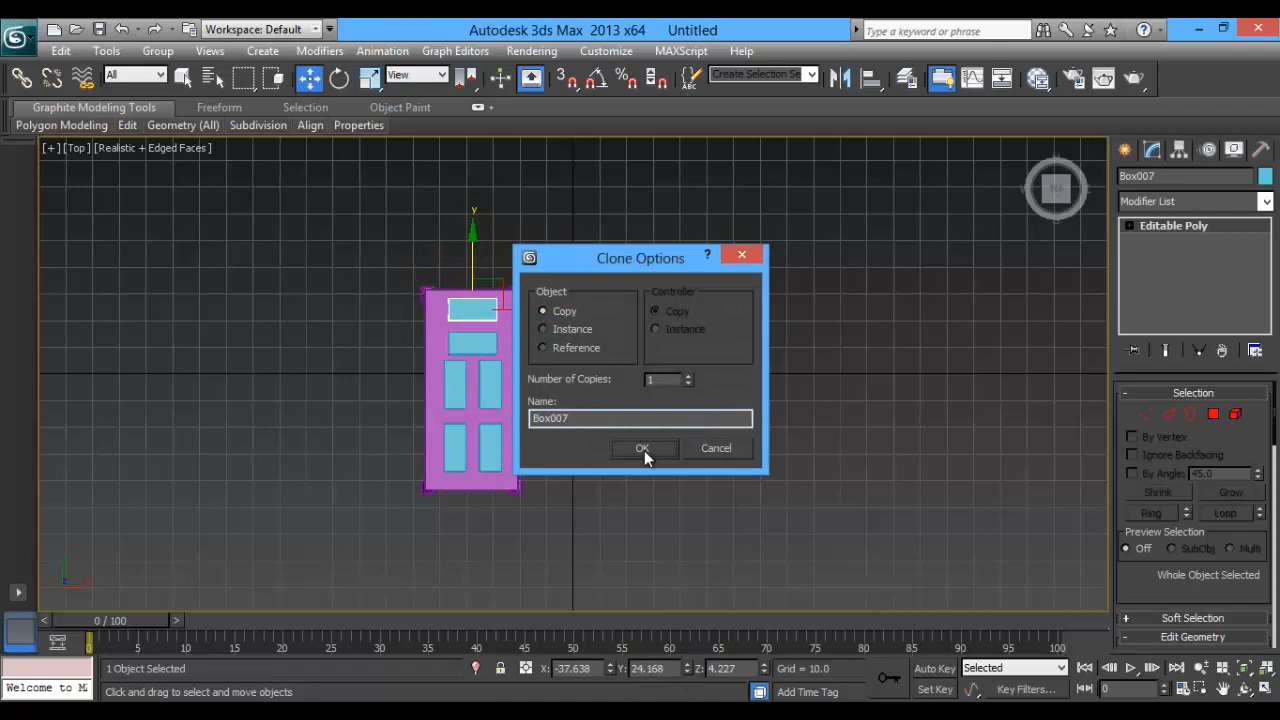 Workspace: Default
Autodesk 3ds Max 2013 x64 Untitled
Type a keyword or phrase
Edit Tools Group Views Create Modifiers Animation Graph Editors Rendering Customize MAXScript Help
All
View
3
Create Selection Se
Graphite Modeling Tools Freeform Selection Object Paint
Polygon Modeling Edit Geometry (All) Subdivision Align Properties
[+] [Top] [Realistic + Edged Faces]
y
Clone Options
?
Object
Copy
Instance
Reference
Controller
Copy
Instance
Number of Copies: 1
Name:
Box007
OK Cancel
Box007
Modifier List
Editable Poly
- Selection
By Vertex
Ignore Backfacing
By Angle: 45.0
Shrink Grow
Ring Loop
Preview Selection
Off SubObj Multi
Whole Object Selected
+ Soft Selection
- Edit Geometry
z
< 0 / 100 >
0 5 10 15 20 25 30 35 40 45 50 55 60 65 70 75 80 85 90 95 100
1 Object Selected
X: -37.638 Y: 24.168 Z: 4.227 Grid = 10.0
Auto Key Selected
Welcome to M
Click and drag to select and move objects
Add Time Tag
Set Key Key Filters... 0